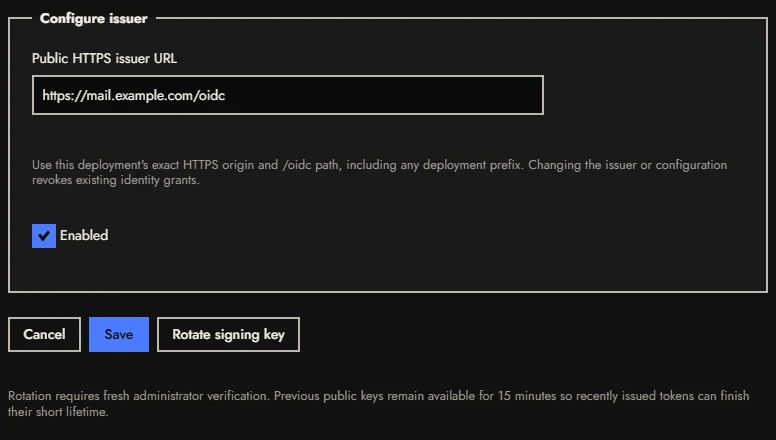 Configure issuer
Public HTTPS issuer URL
https://mail.example.com/oidc
Use this deployment's exact HTTPS origin and /oidc path, including any deployment prefix. Changing the issuer or configuration
revokes existing identity grants.
Enabled
Cancel Save Rotate signing key
Rotation requires fresh administrator verification. Previous public keys remain available for 15 minutes so recently issued tokens can finish
their short lifetime.